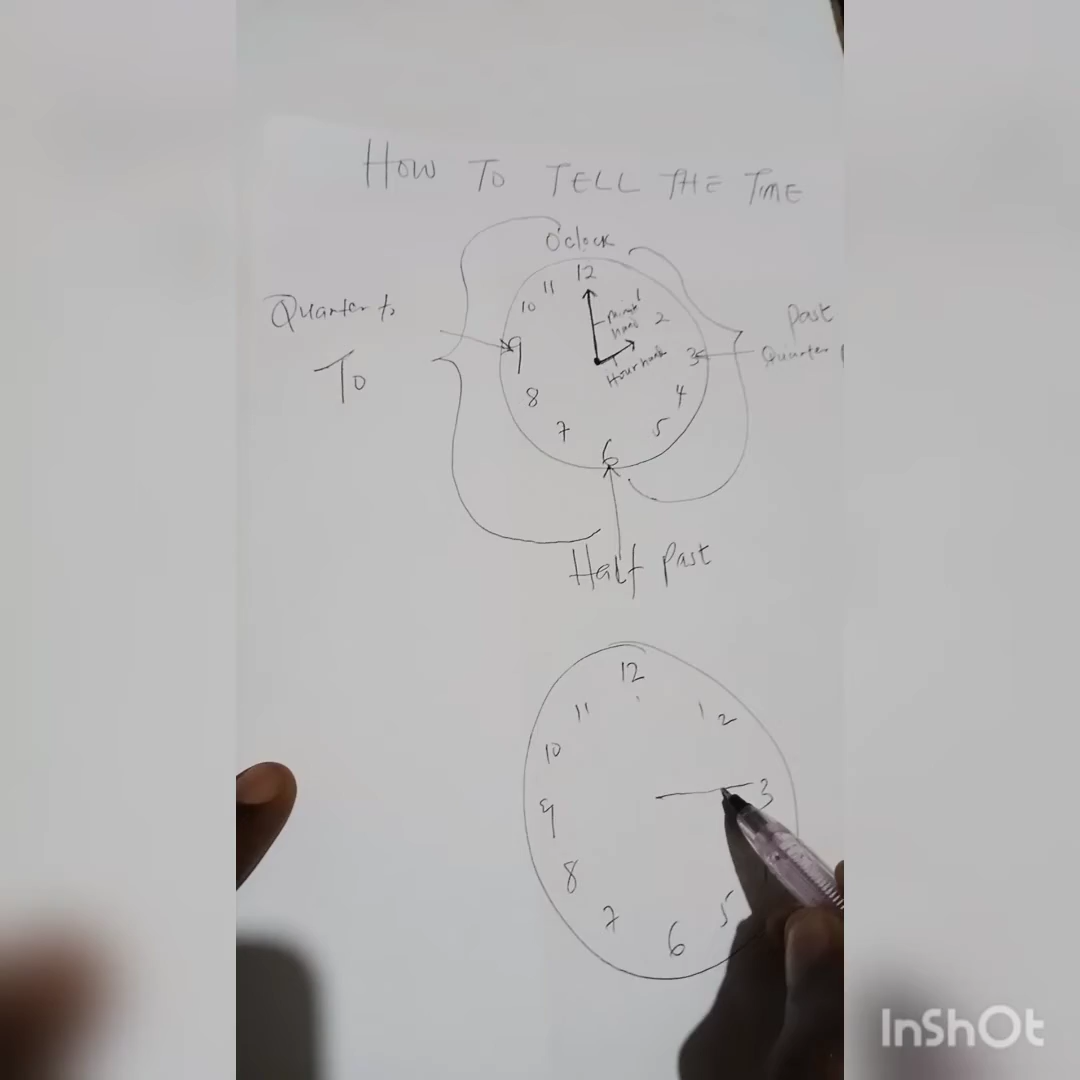 HOW TO TELL THE TIME
O'clock
12
11
1
10
2
minute
hand
Past
Quarter to
9
3
Quarter
Hour hand
To
8
4
7
5
6
Half past
12
11
1
2
10
9
3
8
7
5
6
InShOt